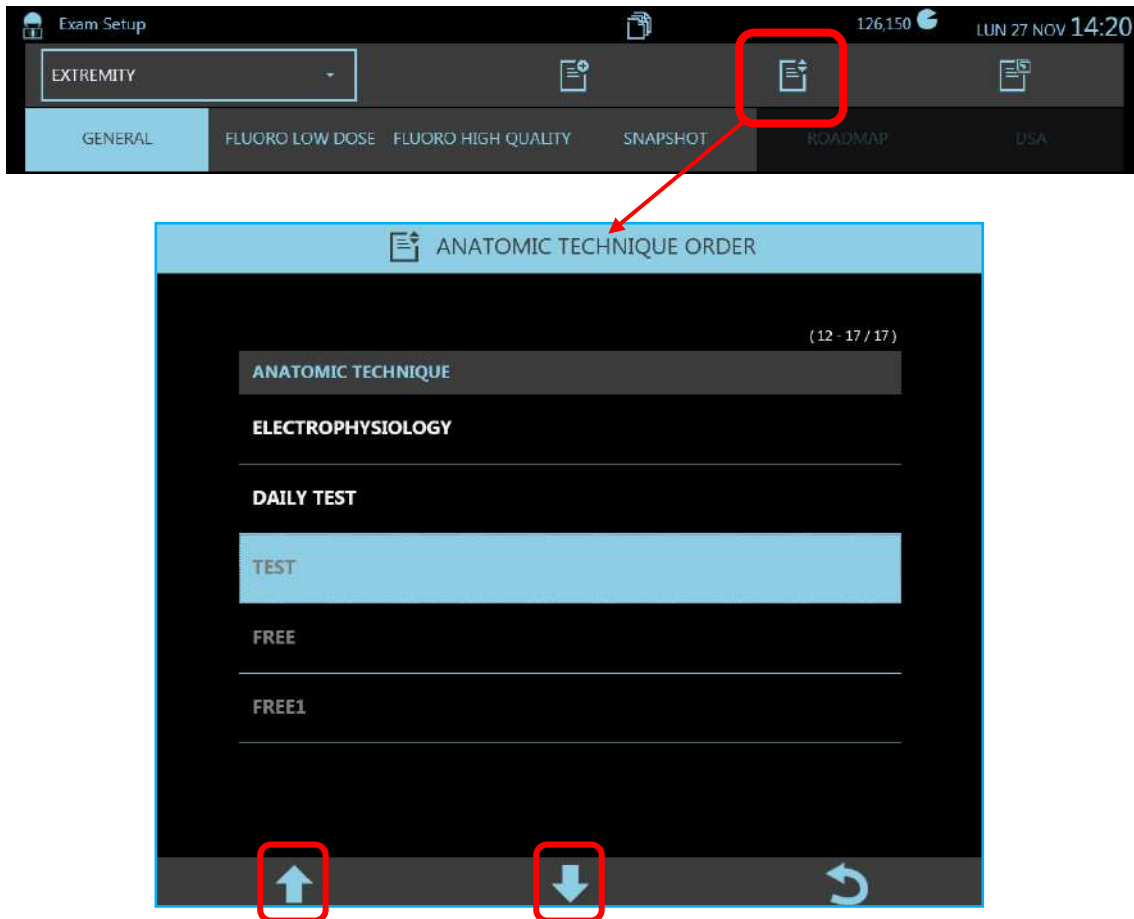 Exam Setup 126,150 LUN 27 NOV 14:20
EXTREMITY
GENERAL FLUORO LOW DOSE FLUORO HIGH QUALITY SNAPSHOT ROADMAP DSA
ANATOMIC TECHNIQUE ORDER
( 12 - 17 / 17 )
ANATOMIC TECHNIQUE
ELECTROPHYSIOLOGY
DAILY TEST
TEST
FREE
FREE1